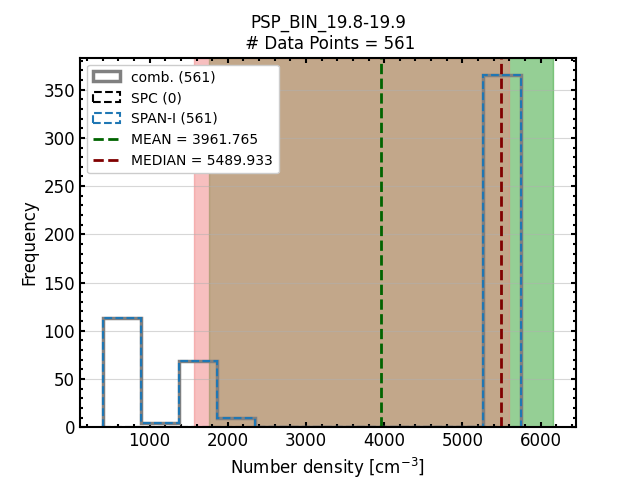 PSP_BIN_19.8-19.9
# Data Points = 561
comb. (561)
SPC (0)
SPAN-I (561)
MEAN = 3961.765
MEDIAN = 5489.933
Frequency
350
300
250
200
150
100
50
0
1000 2000 3000 4000 5000 6000
Number density [cm⁻³]